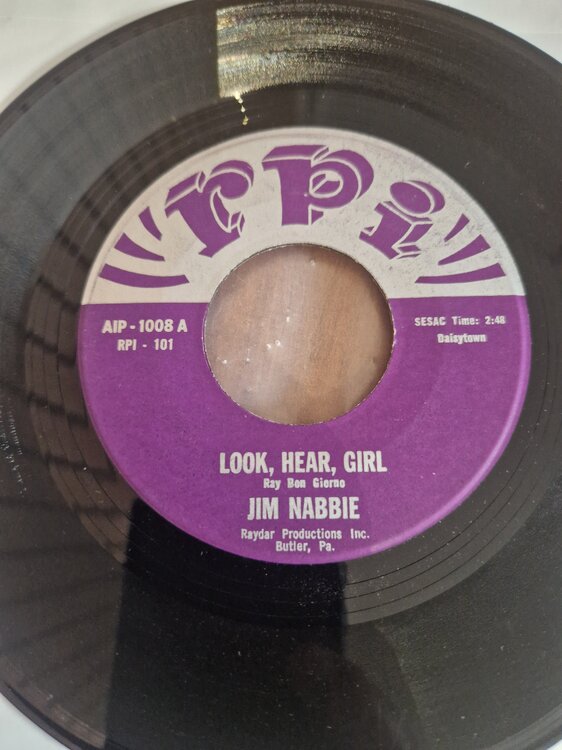 rpi
AIP - 1008 A
RPI - 101
SESAC Time: 2:48
Daisytown
LOOK, HEAR, GIRL
Ray Bon Giorno
JIM NABBIE
Raydar Productions Inc.
Butler, Pa.